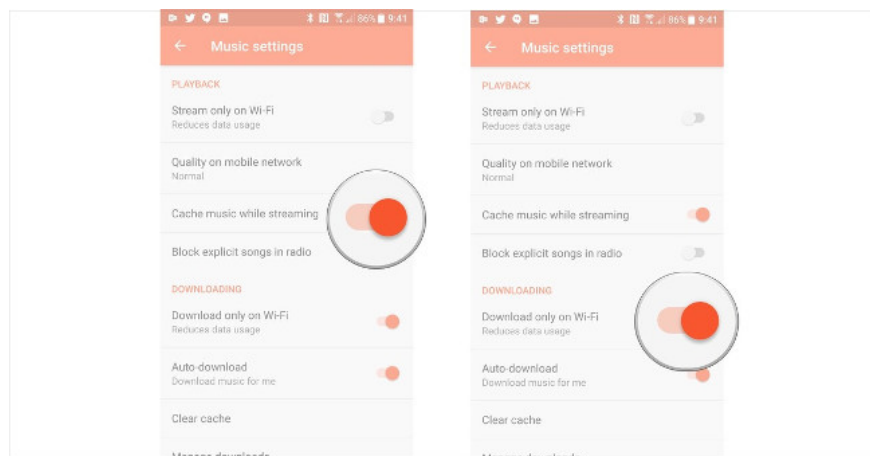 86% 9:41
Music settings
PLAYBACK
Stream only on Wi-Fi
Reduces data usage
Quality on mobile network
Normal
Cache music while streaming
Block explicit songs in radio
DOWNLOADING
Download only on Wi-Fi
Reduces data usage
Auto-download
Download music for me
Clear cache
Manage downloads
86% 9:41
Music settings
PLAYBACK
Stream only on Wi-Fi
Reduces data usage
Quality on mobile network
Normal
Cache music while streaming
Block explicit songs in radio
DOWNLOADING
Download only on Wi-Fi
Reduces data usage
Auto-download
Download music for me
Clear cache